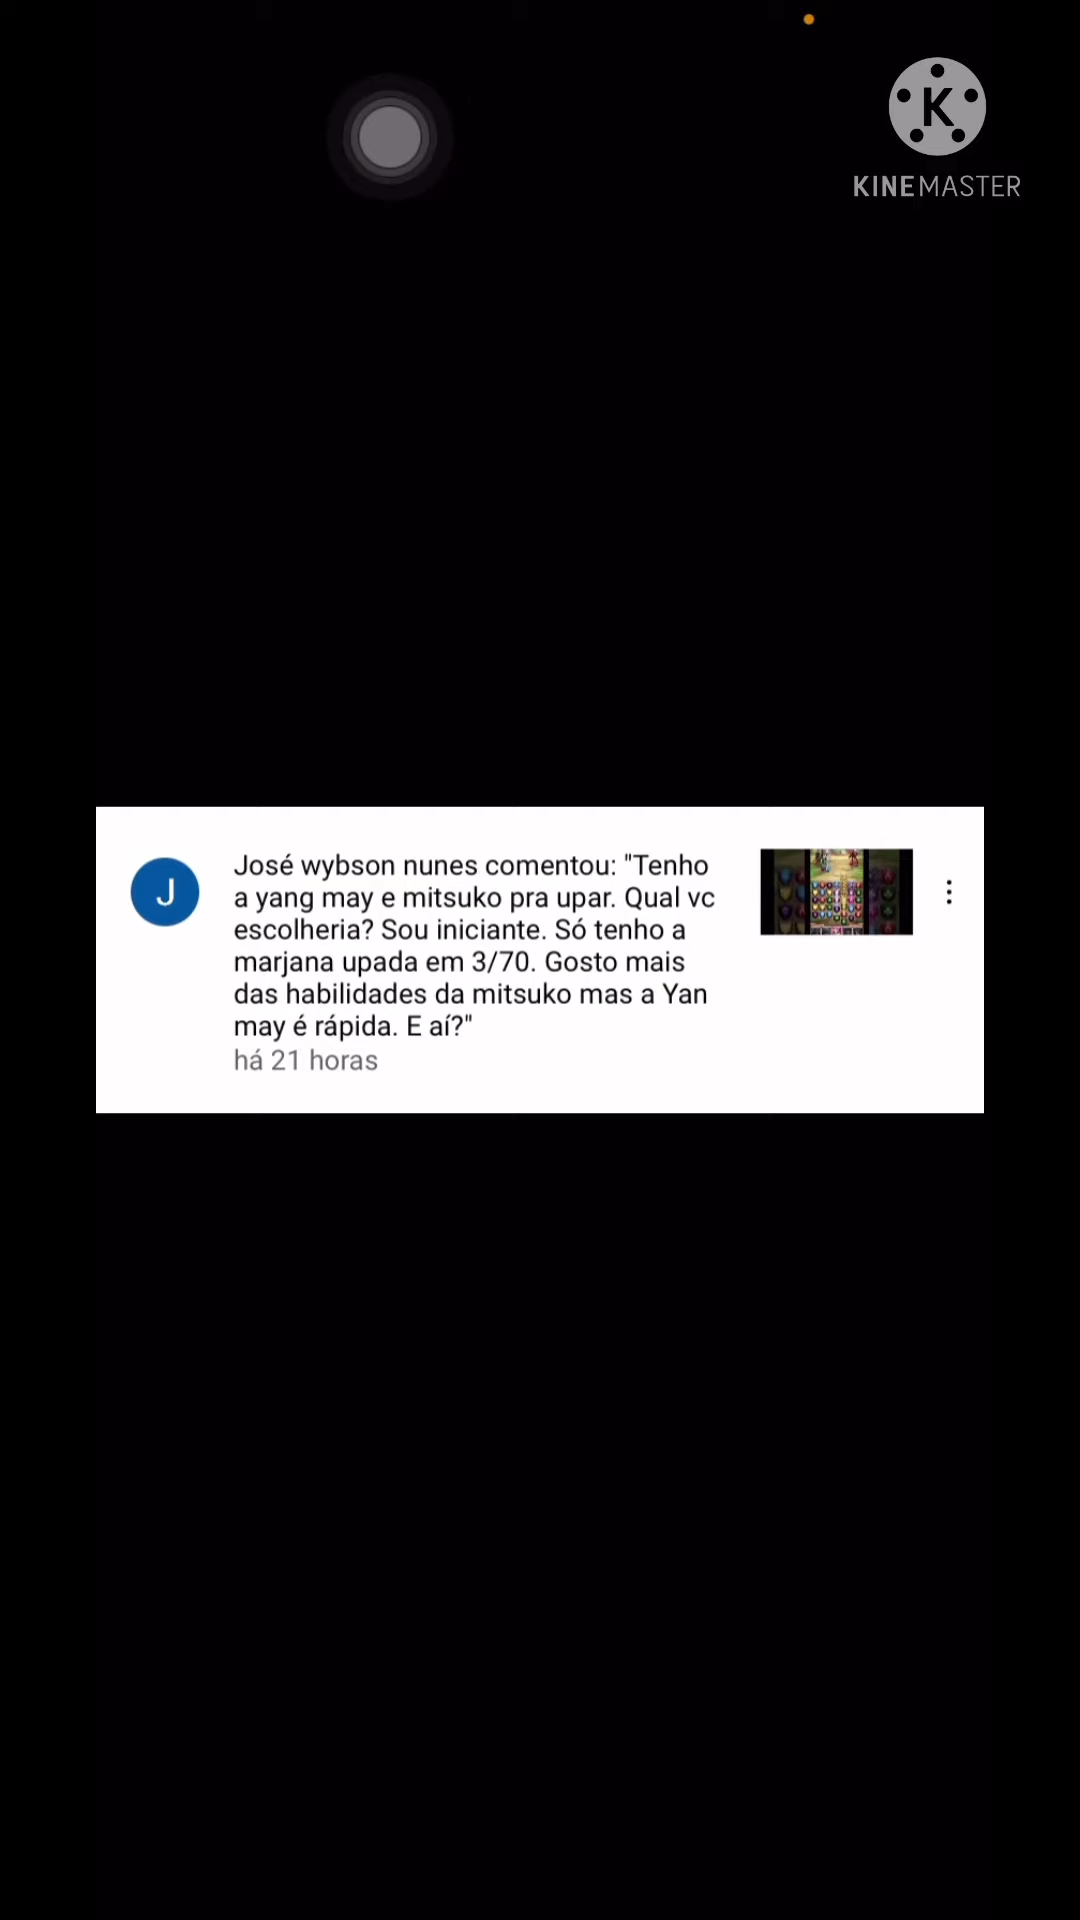 K
KINEMASTER
J
José wybson nunes comentou: "Tenho
a yang may e mitsuko pra upar. Qual vc
escolheria? Sou iniciante. Só tenho a
marjana upada em 3/70. Gosto mais
das habilidades da mitsuko mas a Yan
may é rápida. E aí?"
há 21 horas